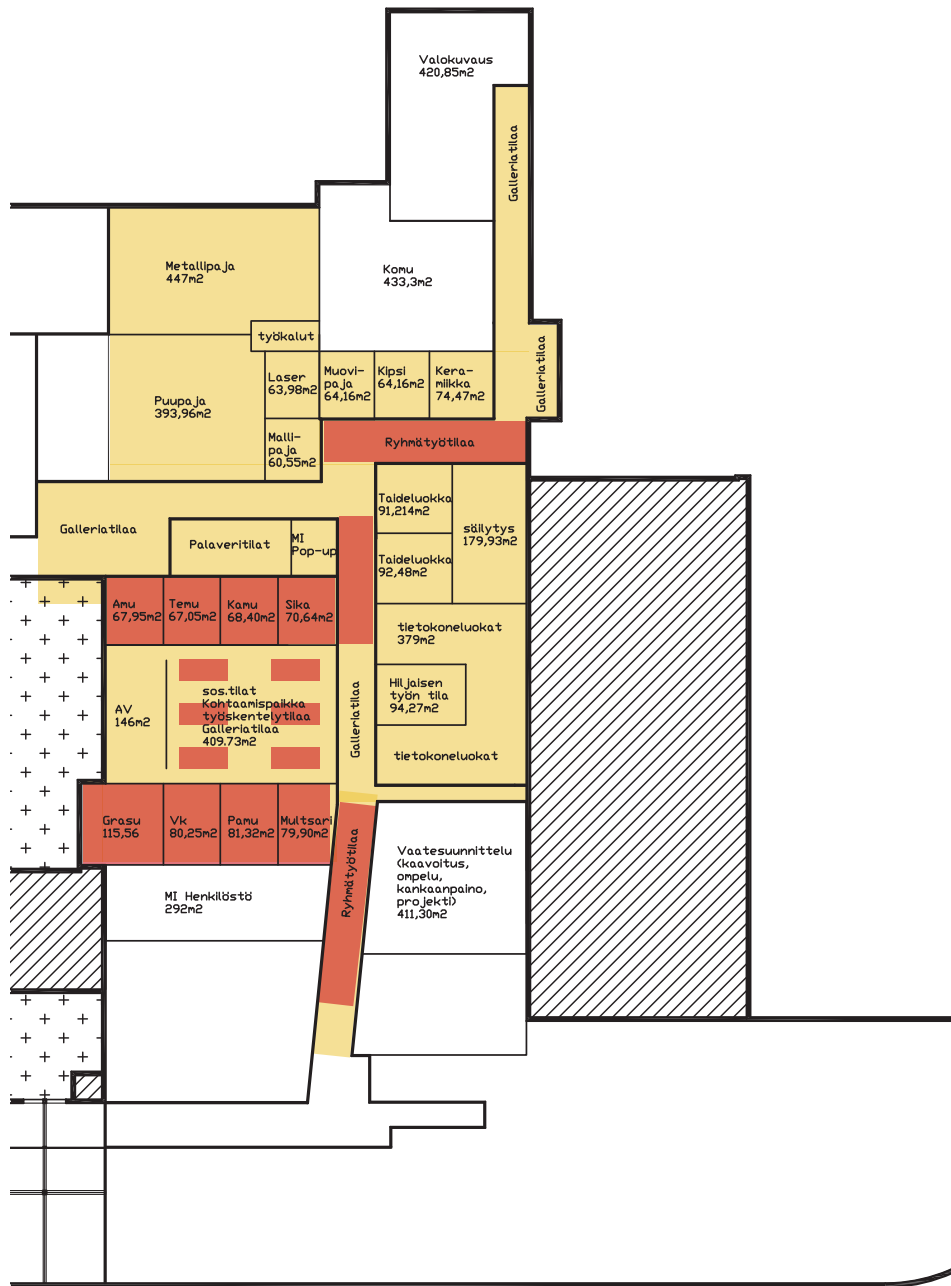 Valokuvaus
420,85m2
Galleriatilaa
Metallipaja
447m2
Komu
433,3m2
työkalut
Galleriatilaa
Laser
63,98m2
Muovi-
paja
64,16m2
Kipsi
64,16m2
Kera-
miikka
74,47m2
Puupaja
393,96m2
Malli-
paja
60,55m2
Ryhmätyötilaa
Taideluokka
91,214m2
säilytys
179,93m2
Galleriatilaa
Palaveritilat
MI
Pop-up
Taideluokka
92,48m2
Amu
67,95m2
Temu
67,05m2
Kamu
68,40m2
Sika
70,64m2
tietokoneluokat
379m2
AV
146m2
sos.tilat
Kohtaamispaikka
työskentelytilaa
Galleriatilaa
409.73m2
Galleriatilaa
Hiljaisen
työn tila
94,27m2
tietokoneluokat
Grasu
115,56
Vk
80,25m2
Pamu
81,32m2
Multsari
79,90m2
Ryhmätyötilaa
Vaatesuunnittelu
(kaavoitus,
ompelu,
kankaanpaino,
projekti)
411,30m2
MI Henkilöstö
292m2